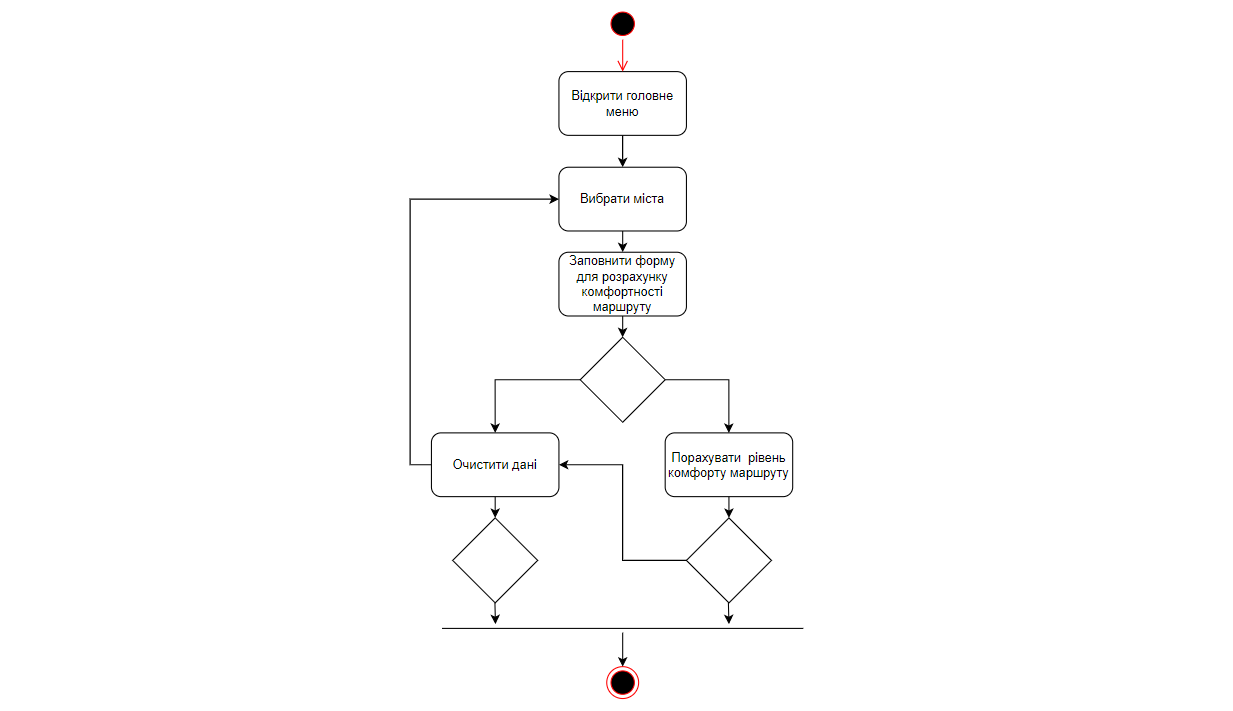 Відкрити головне
меню
Вибрати міста
Заповнити форму
для розрахунку
комфортності
маршруту
Очистити дані
Порахувати рівень
комфорту маршруту